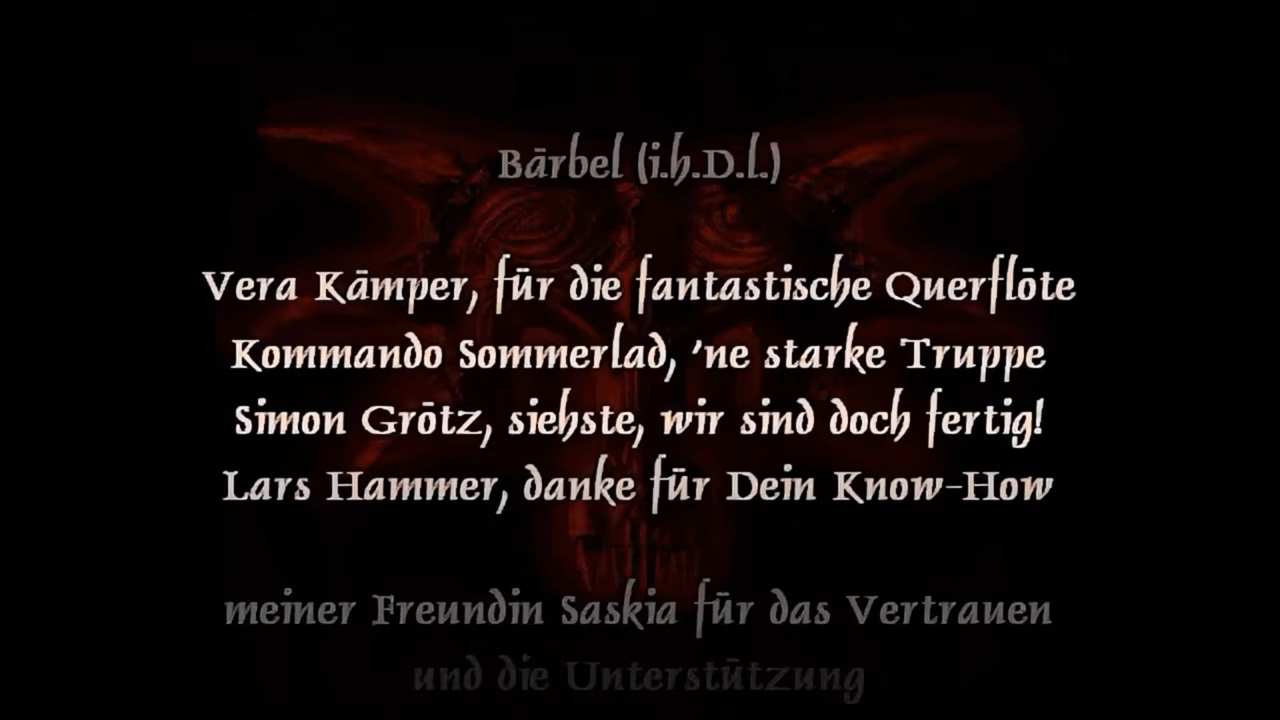 Bärbel (i.h.D.l.)
Vera Kämper, für die fantastische Querflöte
Kommando Sommerlad, 'ne starke Truppe
Simon Grötz, siehste, wir sind doch fertig!
Lars Hammer, danke für Dein Know-How
meiner Freundin Saskia für das Vertrauen
und die Unterstützung